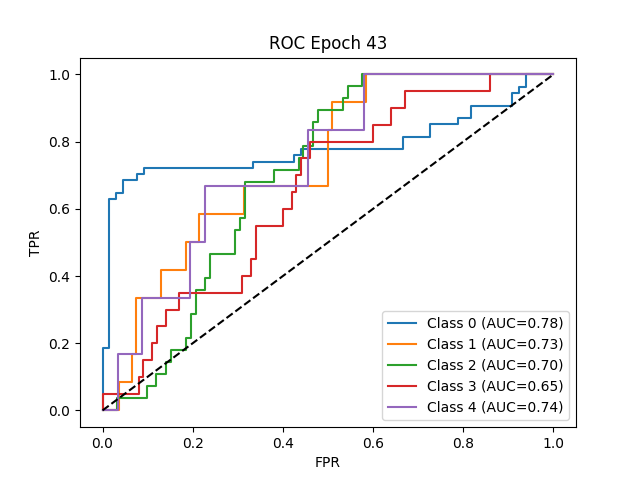 ROC Epoch 43
TPR
1.0
0.8
0.6
0.4
0.2
0.0
Class 0 (AUC=0.78)
Class 1 (AUC=0.73)
Class 2 (AUC=0.70)
Class 3 (AUC=0.65)
Class 4 (AUC=0.74)
0.0 0.2 0.4 0.6 0.8 1.0
FPR